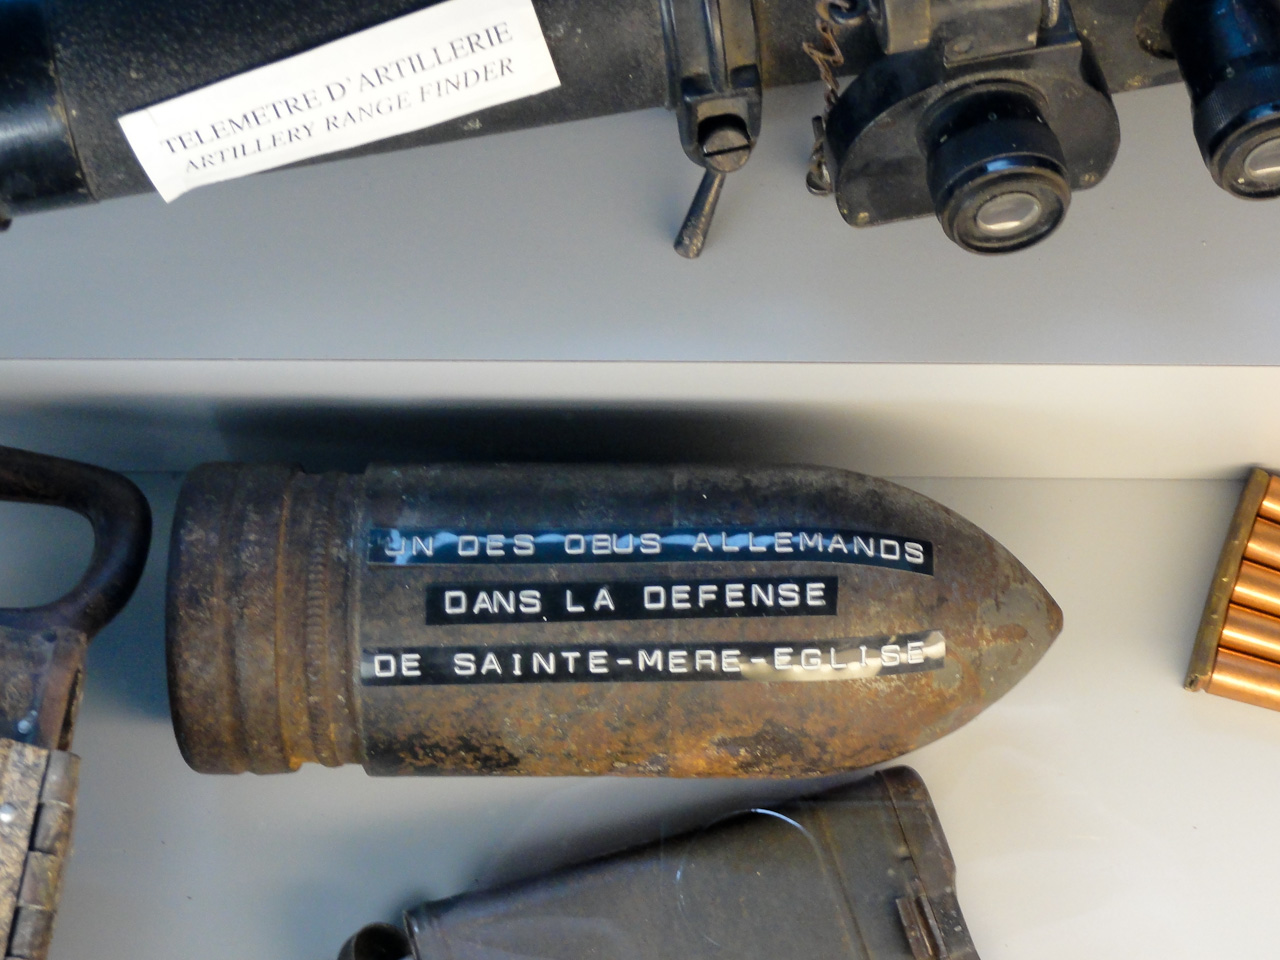 TELEMETRE D'ARTILLERIE
ARTILLERY RANGE FINDER
UN DES OBUS ALLEMANDS
DANS LA DEFENSE
DE SAINTE-MERE-EGLISE